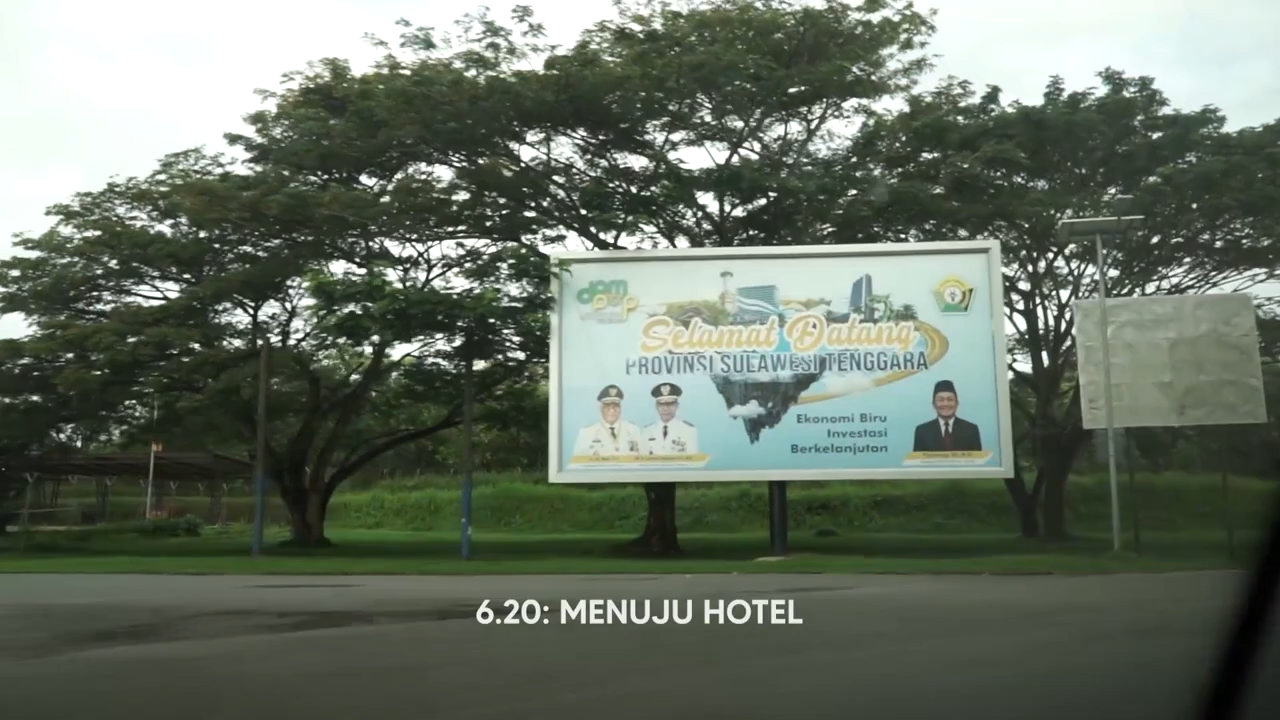 Selamat Datang
PROVINSI SULAWESI TENGGARA
Ekonomi Biru
Investasi
Berkelanjutan
6.20: MENUJU HOTEL